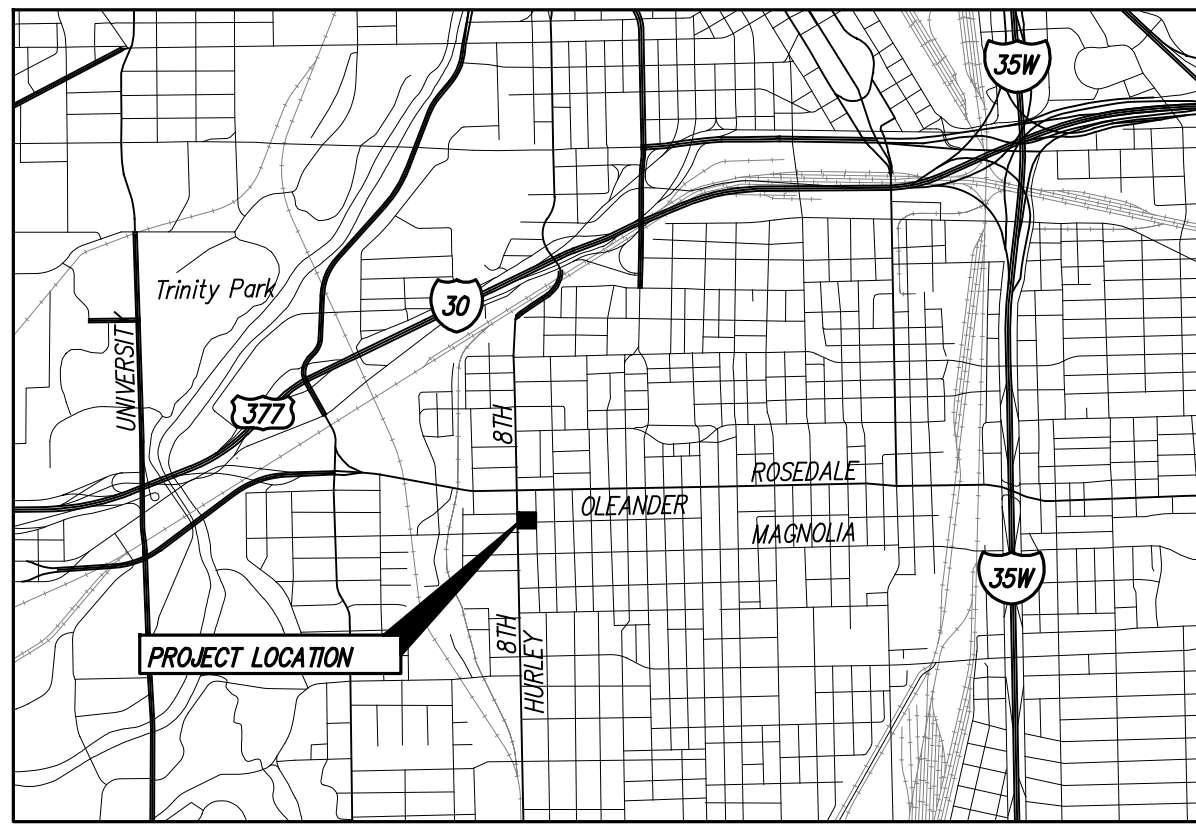 35W
Trinity Park
30
UNIVERSITY
377
8TH
ROSEDALE
OLEANDER
MAGNOLIA
35W
8TH
HURLEY
PROJECT LOCATION